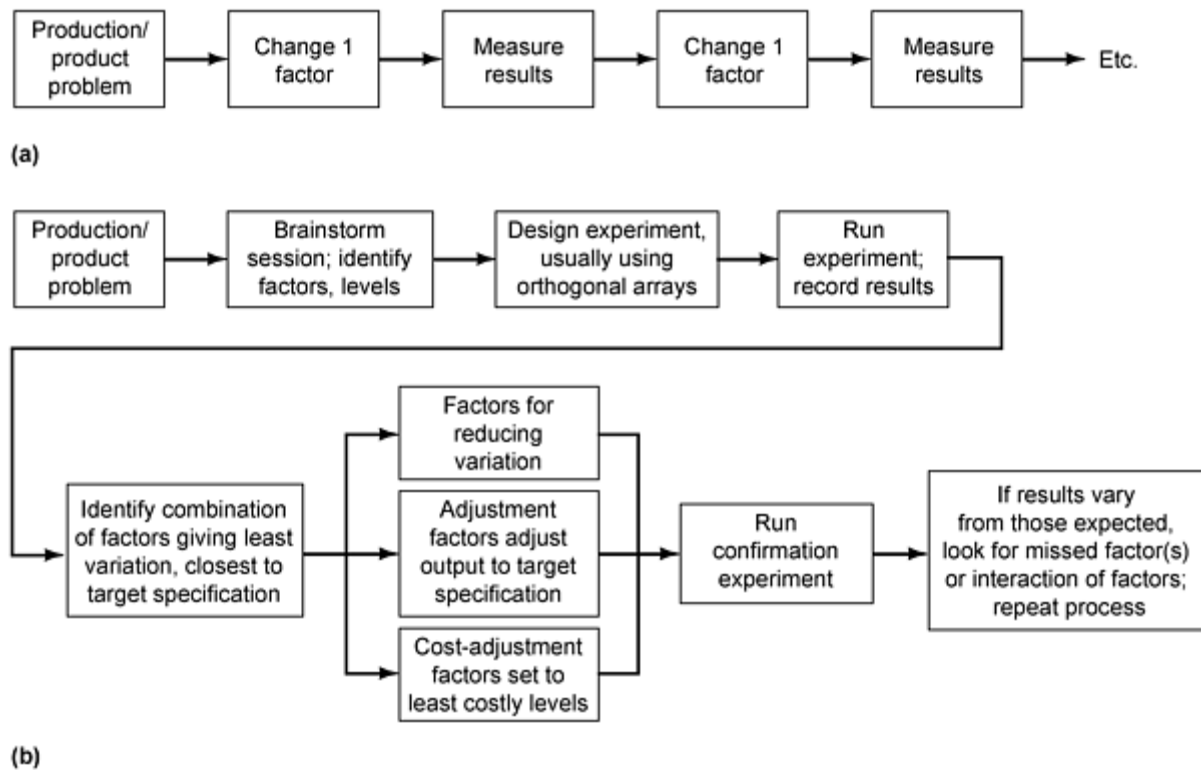 Production/
product
problem
Change 1
factor
Measure
results
Change 1
factor
Measure
results
Etc.
(a)
Production/
product
problem
Brainstorm
session; identify
factors, levels
Design experiment,
usually using
orthogonal arrays
Run
experiment;
record results
Identify combination
of factors giving least
variation, closest to
target specification
Factors for
reducing
variation
Adjustment
factors adjust
output to target
specification
Cost-adjustment
factors set to
least costly levels
Run
confirmation
experiment
If results vary
from those expected,
look for missed factor(s)
or interaction of factors;
repeat process
(b)